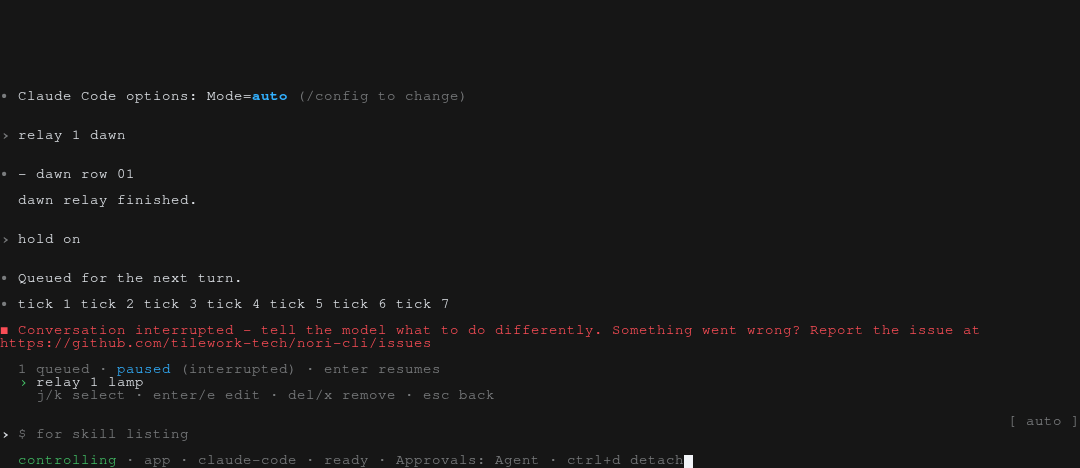 • Claude Code options: Mode=auto (/config to change)
› relay 1 dawn
• - dawn row 01
dawn relay finished.
› hold on
• Queued for the next turn.
• tick 1 tick 2 tick 3 tick 4 tick 5 tick 6 tick 7
■ Conversation interrupted - tell the model what to do differently. Something went wrong? Report the issue at
https://github.com/tilework-tech/nori-cli/issues
1 queued · paused (interrupted) · enter resumes
› relay 1 lamp
j/k select · enter/e edit · del/x remove · esc back
[ auto ]
› $ for skill listing
controlling · app · claude-code · ready · Approvals: Agent · ctrl+d detach